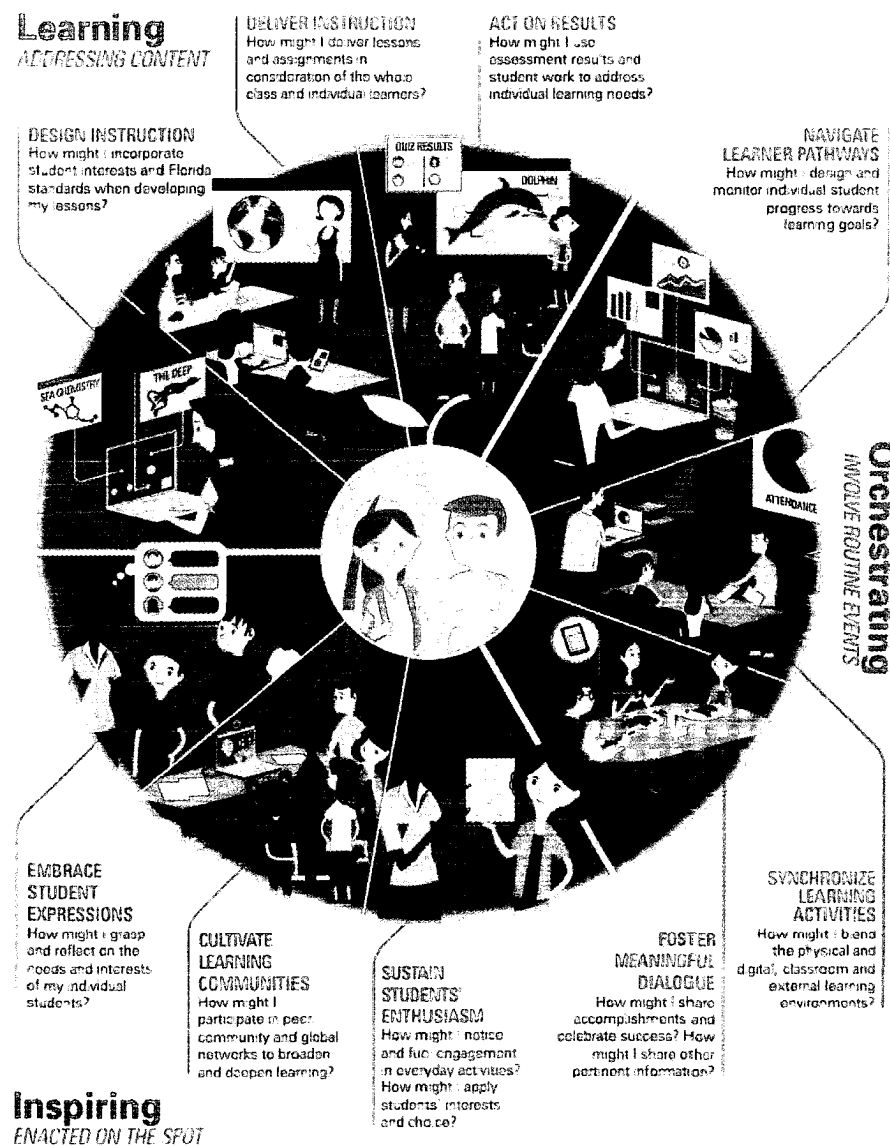 Learning
ADDRESSING CONTENT
DELIVER INSTRUCTION
How might I deliver lessons
and assignments in
consideration of the whole
class and individual learners?
ACT ON RESULTS
How might I use
assessment results and
student work to address
individual learning needs?
DESIGN INSTRUCTION
How might I incorporate
student interests and Florida
standards when developing
my lessons?
NAVIGATE
LEARNER PATHWAYS
How might I design and
monitor individual student
progress towards
learning goals?
QUIZ RESULTS
DOLPHIN
SEA CHEMISTRY
THE DEEP
ATTENDANCE
Orchestrating
INVOLVE ROUTINE EVENTS
EMBRACE
STUDENT
EXPRESSIONS
How might I grasp
and reflect on the
needs and interests
of my individual
students?
CULTIVATE
LEARNING
COMMUNITIES
How might I
participate in peer,
community and global
networks to broaden
and deepen learning?
SUSTAIN
STUDENTS'
ENTHUSIASM
How might I notice
and fuel engagement
in everyday activities?
How might I apply
students' interests
and choice?
FOSTER
MEANINGFUL
DIALOGUE
How might I share
accomplishments and
celebrate success? How
might I share other
pertinent information?
SYNCHRONIZE
LEARNING
ACTIVITIES
How might I blend
the physical and
digital, classroom and
external learning
environments?
Inspiring
ENACTED ON THE SPOT